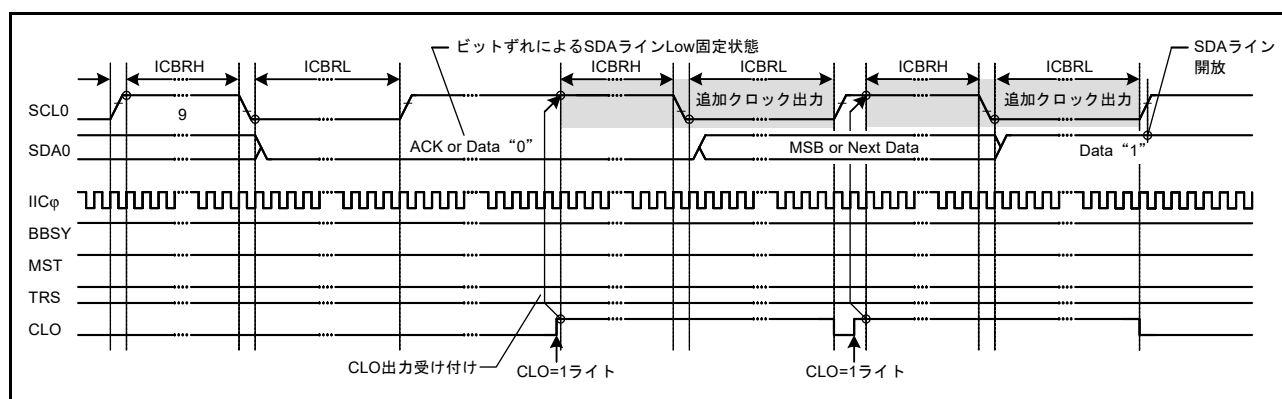 ビットずれによるSDAラインLow固定状態
SDAライン
開放
ICBRH
ICBRL
ICBRH
ICBRL
ICBRH
ICBRL
SCL0
9
追加クロック出力
追加クロック出力
SDA0
ACK or Data “0”
MSB or Next Data
Data “1”
IICφ
BBSY
MST
TRS
CLO
CLO出力受け付け
CLO=1ライト
CLO=1ライト